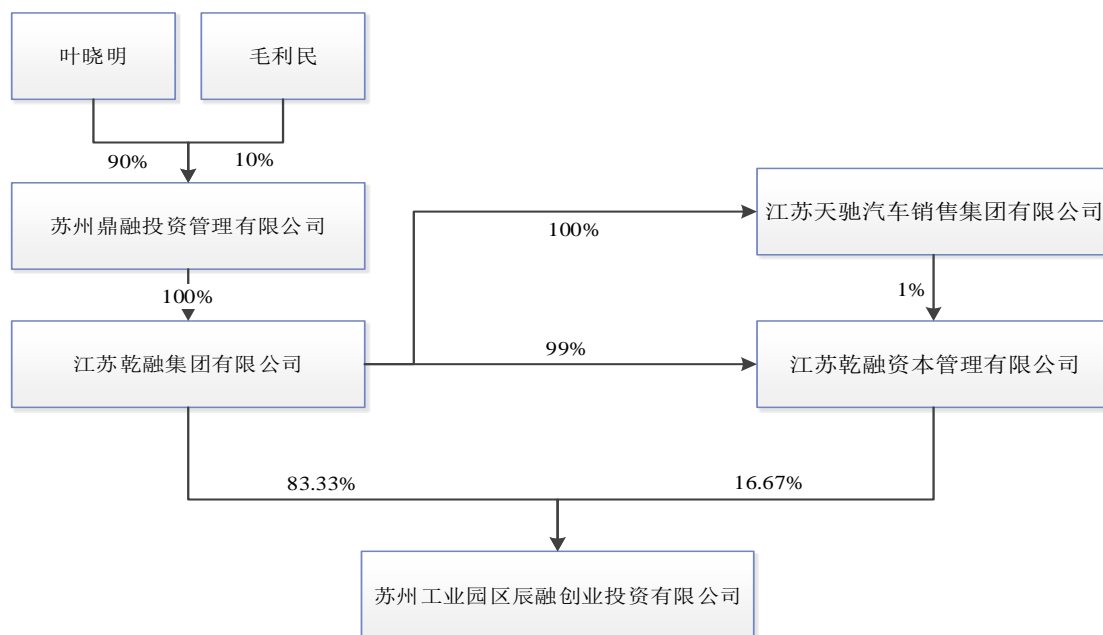 叶晓明
毛利民
90%
10%
苏州鼎融投资管理有限公司
江苏天驰汽车销售集团有限公司
100%
100%
1%
江苏乾融集团有限公司
99%
江苏乾融资本管理有限公司
83.33%
16.67%
苏州工业园区辰融创业投资有限公司